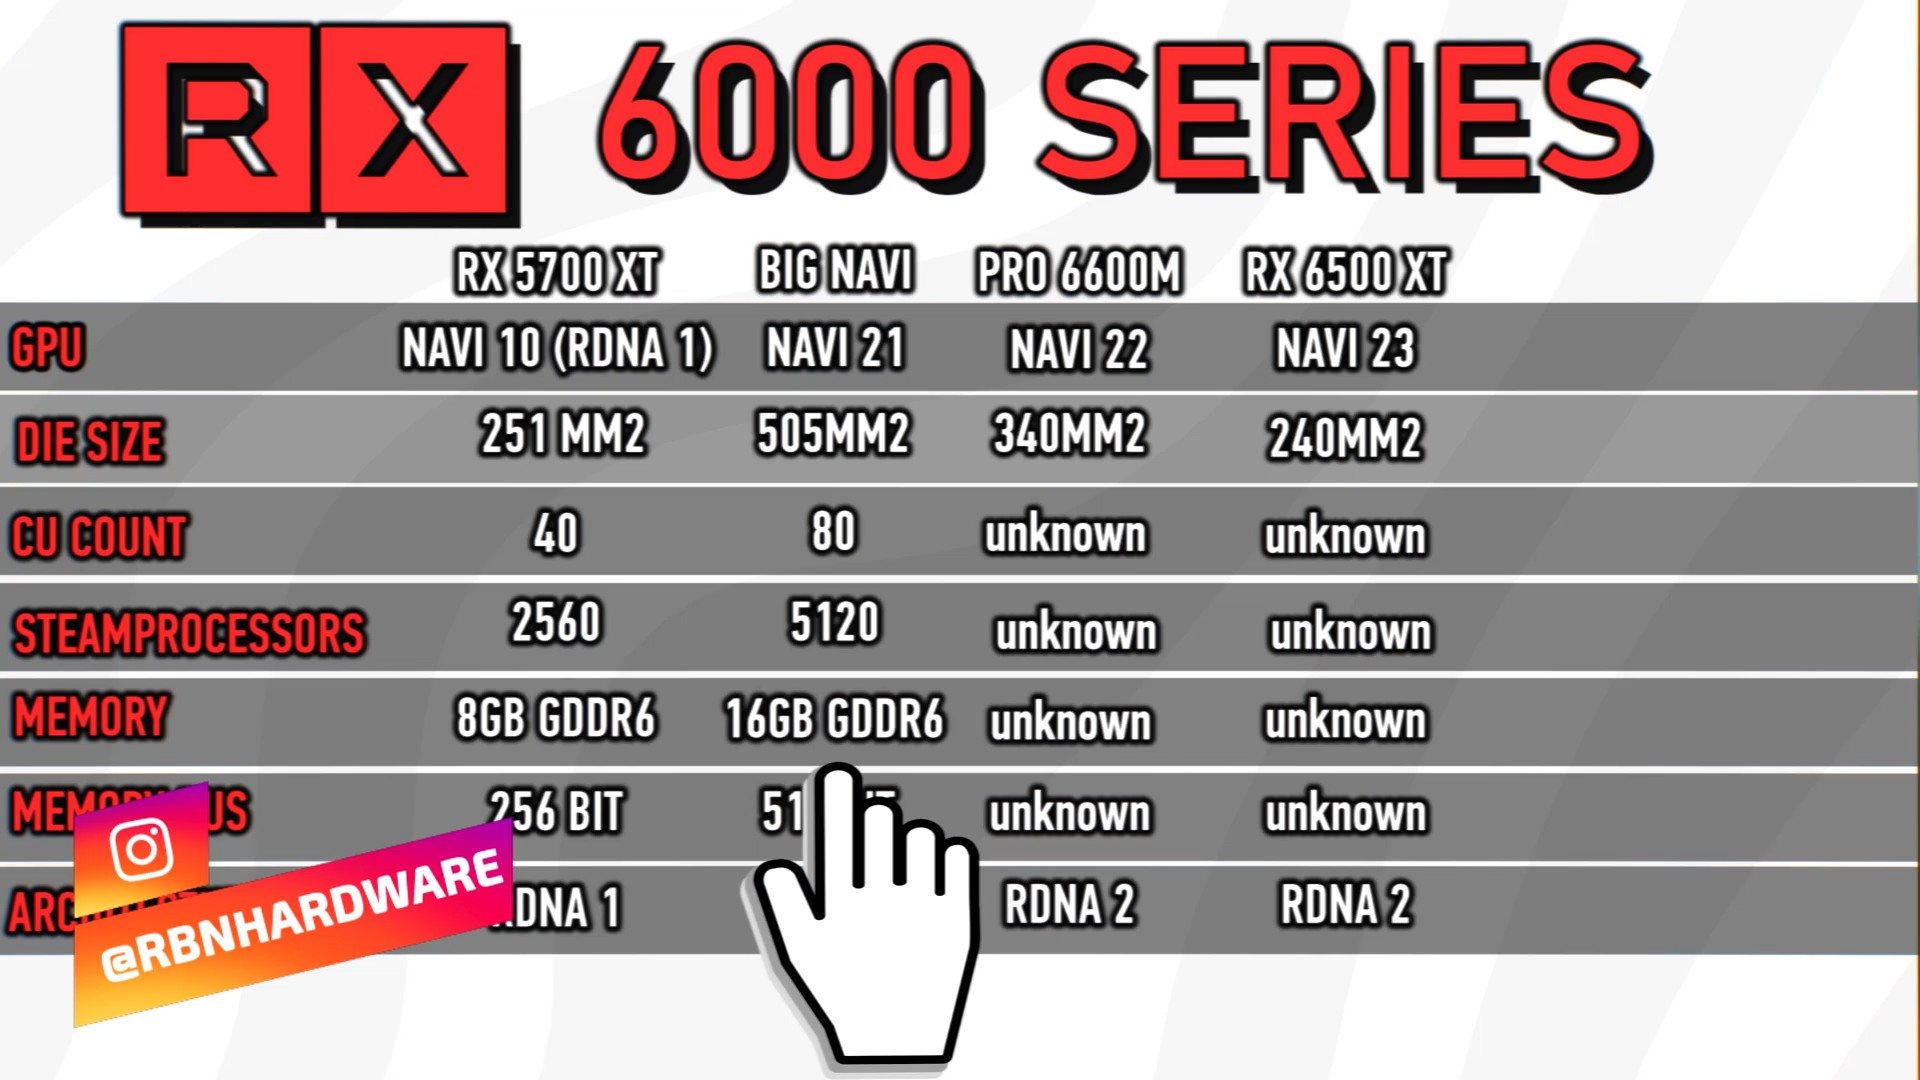 RX 6000 SERIES
RX 5700 XT BIG NAVI PRO 6600M RX 6500 XT
GPU NAVI 10 (RDNA 1) NAVI 21 NAVI 22 NAVI 23
DIE SIZE 251 MM2 505MM2 340MM2 240MM2
CU COUNT 40 80 unknown unknown
STEAMPROCESSORS 2560 5120 unknown unknown
MEMORY 8GB GDDR6 16GB GDDR6 unknown unknown
256 BIT unknown unknown
1 RDNA 2 RDNA 2
@RBNHARDWARE